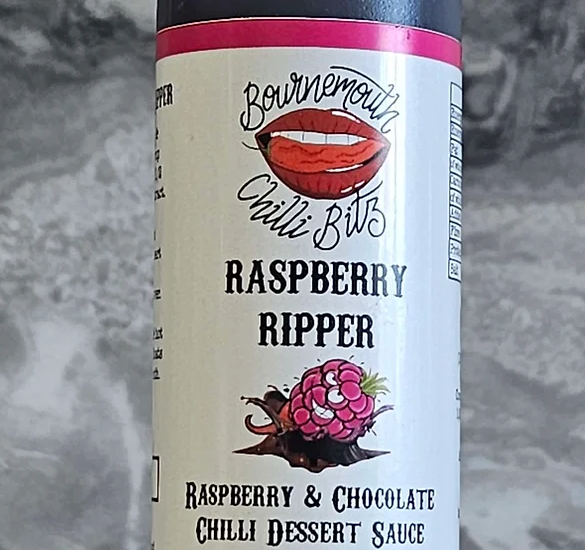 Bournemouth
Chilli Bitz
RASPBERRY
RIPPER
RASPBERRY & CHOCOLATE
CHILLI DESSERT SAUCE